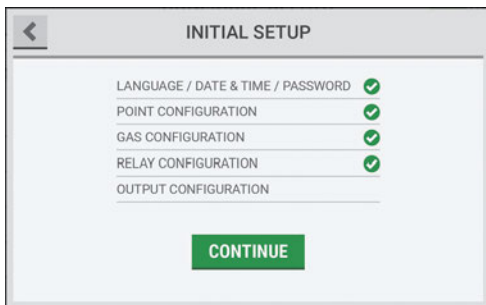 INITIAL SETUP
LANGUAGE / DATE & TIME / PASSWORD
POINT CONFIGURATION
GAS CONFIGURATION
RELAY CONFIGURATION
OUTPUT CONFIGURATION
CONTINUE